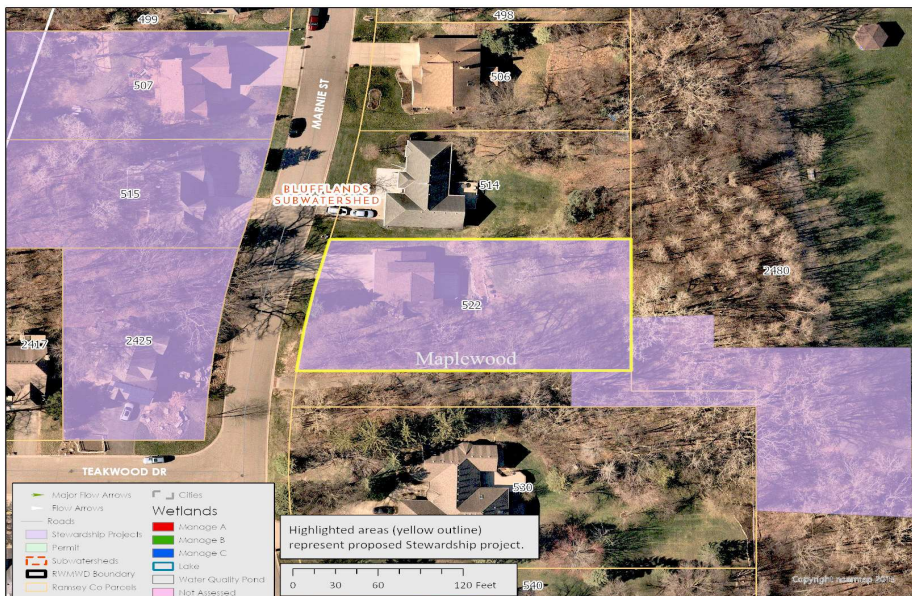 499
498
507
506
MARNIE ST
515
514
BLUFFLANDS
SUBWATERSHED
2480
522
2417
2425
Maplewood
TEAKWOOD DR
530
540
Major Flow Arrows
Flow Arrows
Roads
Stewardship Projects
Permit
Subwatersheds
RWMWD Boundary
Ramsey Co Parcels
Cities
Wetlands
Manage A
Manage B
Manage C
Lake
Water Quality Pond
Not Assessed
Highlighted areas (yellow outline)
represent proposed Stewardship project.
0 30 60 120 Feet
Copyright nearmap